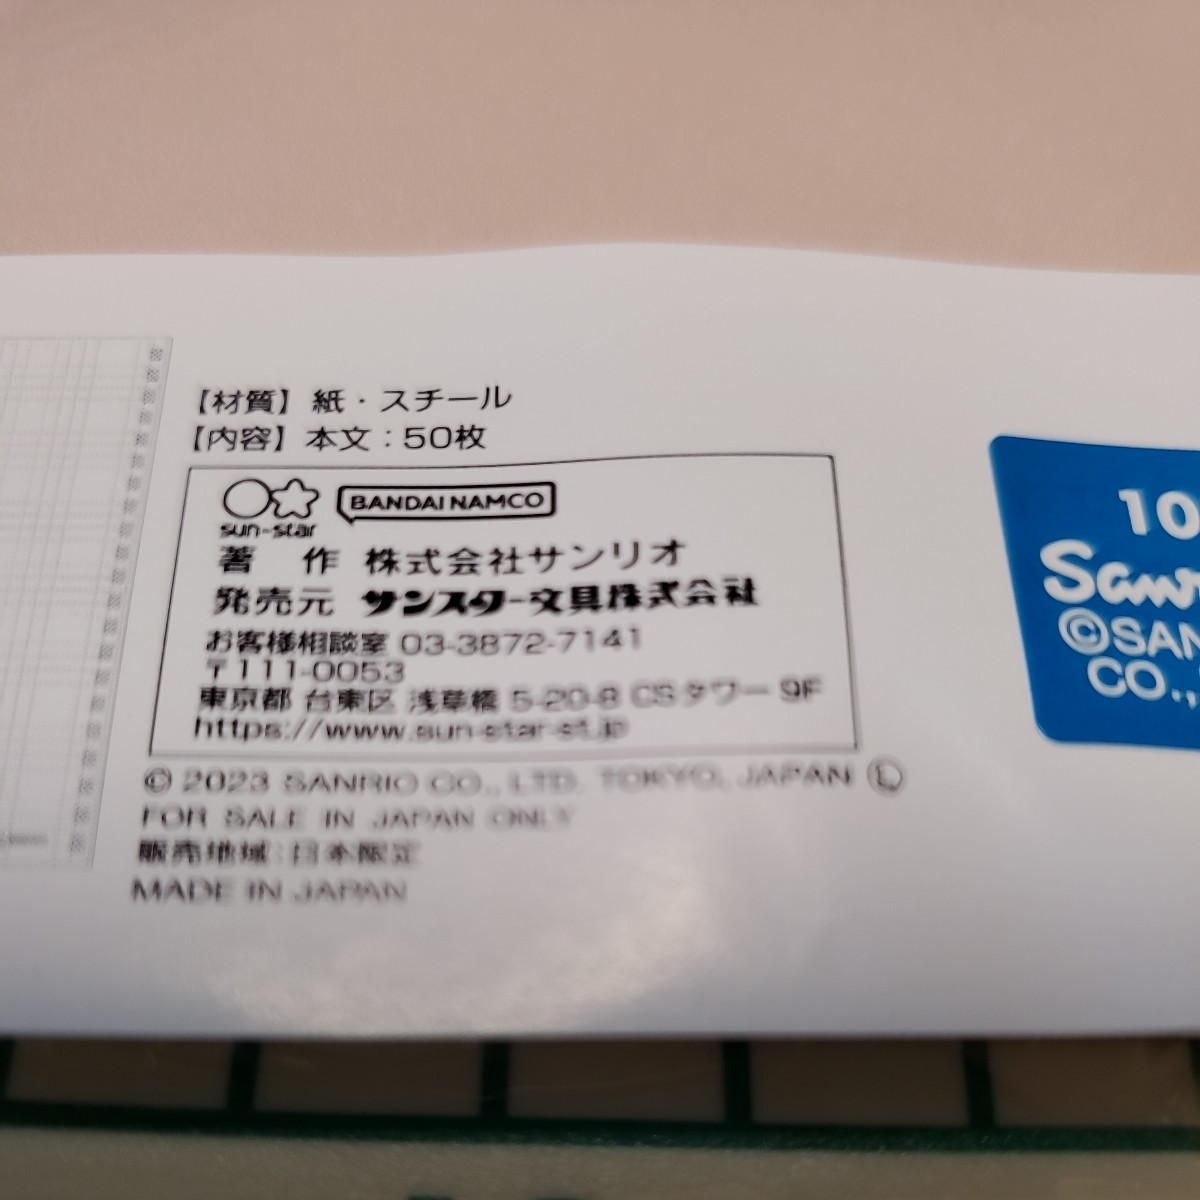 【材質】紙・スチール
【内容】本文：50枚
sun-star BANDAI NAMCO
著 作 株式会社サンリオ
発売元 サンスター文具株式会社
お客様相談室 03-3872-7141
〒111-0053
東京都 台東区 浅草橋 5-20-8 CSタワー 9F
https://www.sun-star-st.jp
© 2023 SANRIO CO., LTD. TOKYO, JAPAN Ⓛ
FOR SALE IN JAPAN ONLY
販売地域：日本限定
MADE IN JAPAN
10
©SAN
CO.,